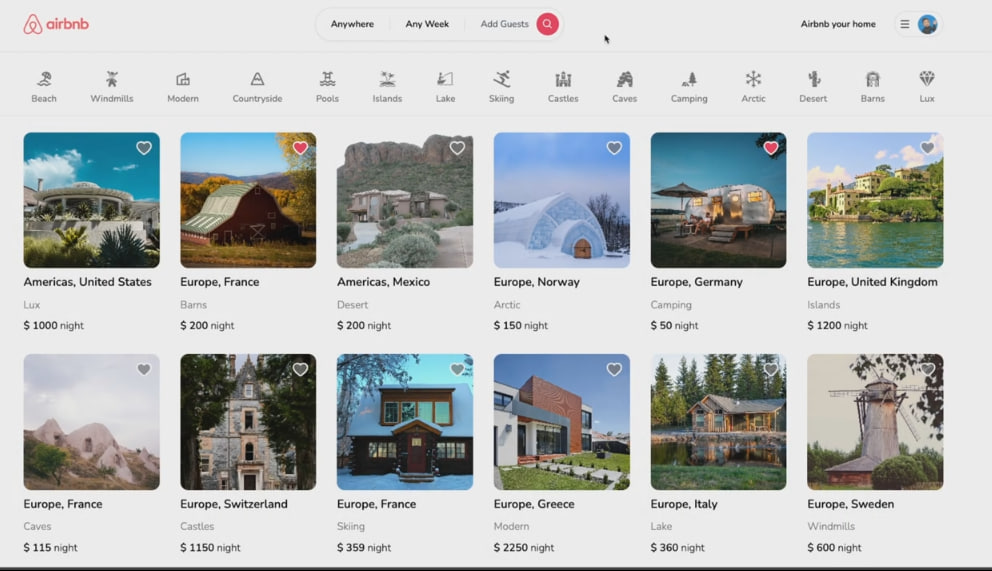 airbnb
Anywhere Any Week Add Guests
Airbnb your home
Beach Windmills Modern Countryside Pools Islands Lake Skiing Castles Caves Camping Arctic Desert Barns Lux
Americas, United States
Lux
$ 1000 night
Europe, France
Barns
$ 200 night
Americas, Mexico
Desert
$ 200 night
Europe, Norway
Arctic
$ 150 night
Europe, Germany
Camping
$ 50 night
Europe, United Kingdom
Islands
$ 1200 night
Europe, France
Caves
$ 115 night
Europe, Switzerland
Castles
$ 1150 night
Europe, France
Skiing
$ 359 night
Europe, Greece
Modern
$ 2250 night
Europe, Italy
Lake
$ 360 night
Europe, Sweden
Windmills
$ 600 night